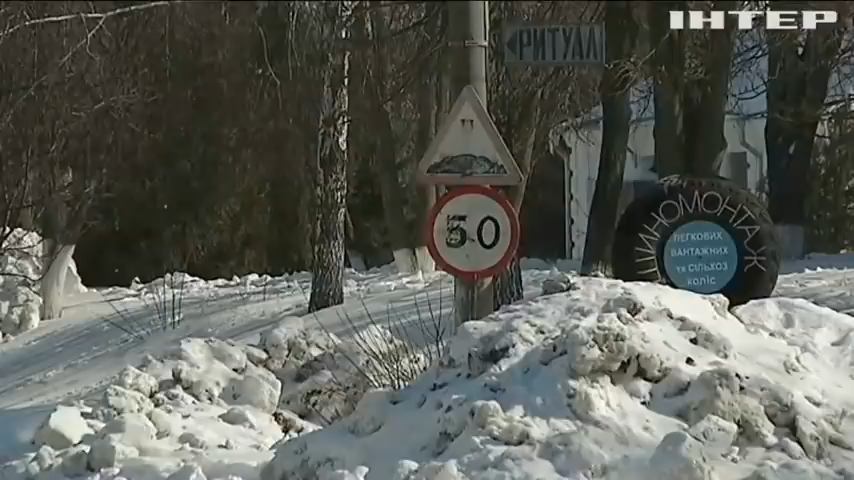 ІНТЕР
РИТУАЛ
50
ШИНОМОНТАЖ
ЛЕГКОВИХ
ВАНТАЖНИХ
ТА СІЛЬХОЗ
КОЛІС